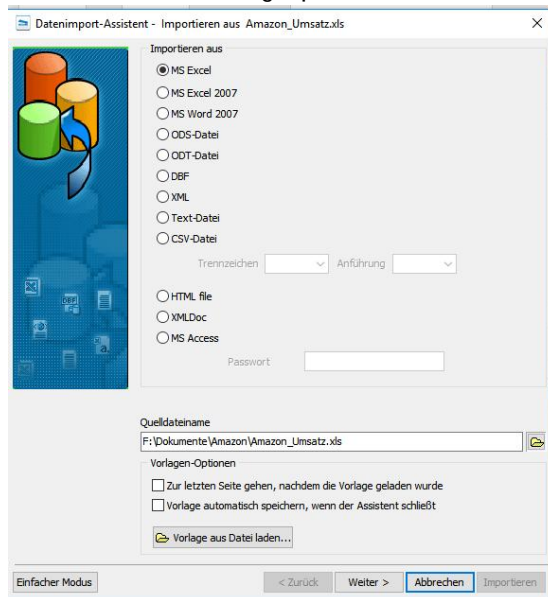 Datenimport-Assistent - Importieren aus Amazon_Umsatz.xls
Importieren aus
MS Excel
MS Excel 2007
MS Word 2007
ODS-Datei
ODT-Datei
DBF
XML
Text-Datei
CSV-Datei
Trennzeichen Anführung
HTML file
XMLDoc
MS Access
Passwort
Quelldateiname
F:\Dokumente\Amazon\Amazon_Umsatz.xls
Vorlagen-Optionen
Zur letzten Seite gehen, nachdem die Vorlage geladen wurde
Vorlage automatisch speichern, wenn der Assistent schließt
Vorlage aus Datei laden...
Einfacher Modus < Zurück Weiter > Abbrechen Importieren